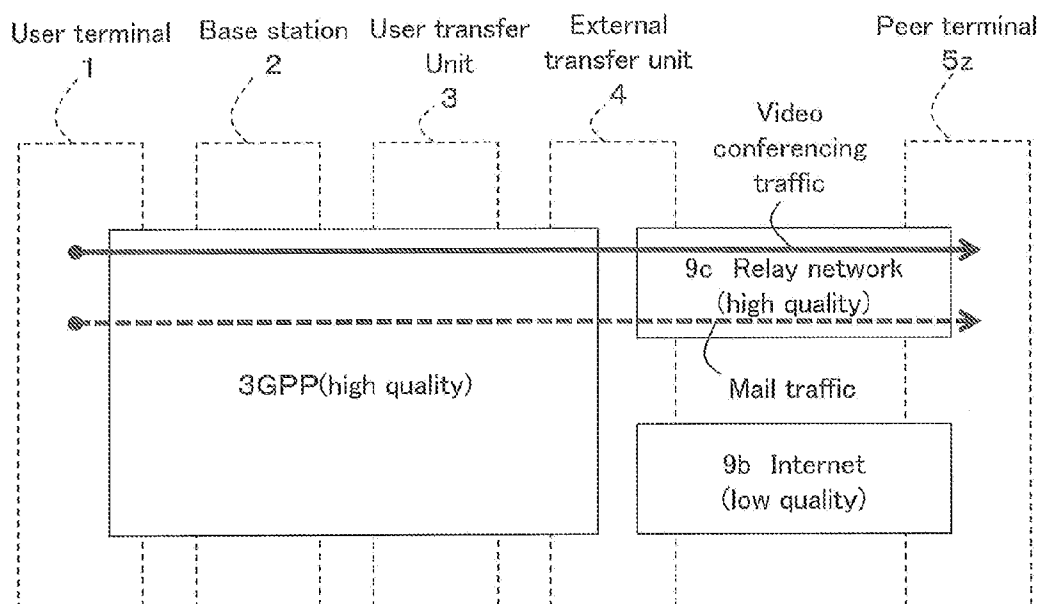 User terminal
1
Base station
2
User transfer
Unit
3
External
transfer unit
4
Peer terminal
5z
Video
conferencing
traffic
9c Relay network
(high quality)
3GPP(high quality)
Mail traffic
9b Internet
(low quality)